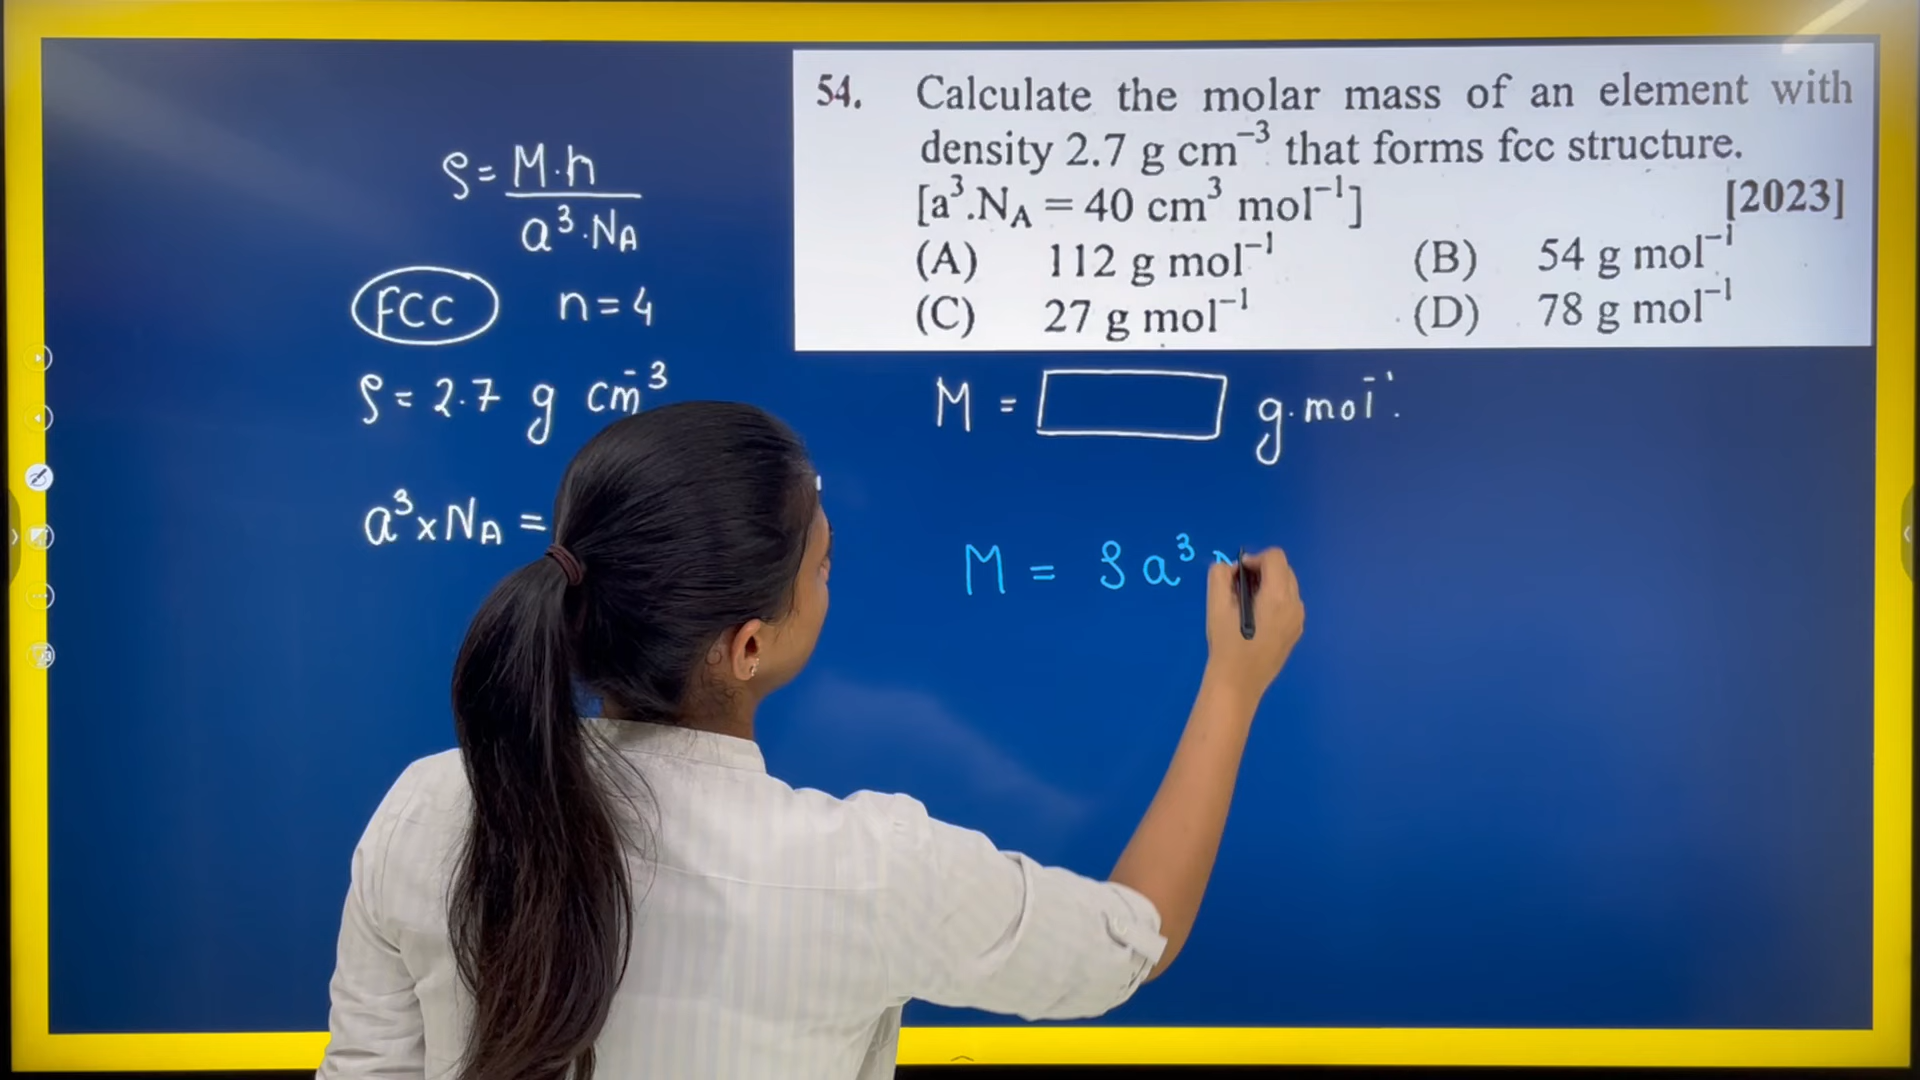 54. Calculate the molar mass of an element with
density 2.7 g cm⁻³ that forms fcc structure.
[a³.N_A = 40 cm³ mol⁻¹] [2023]
(A) 112 g mol⁻¹ (B) 54 g mol⁻¹
(C) 27 g mol⁻¹ (D) 78 g mol⁻¹
ρ = M.n / a³.N_A
FCC n = 4
ρ = 2.7 g cm⁻³
a³ x N_A =
M = g.mol⁻¹.
M = ρ a³